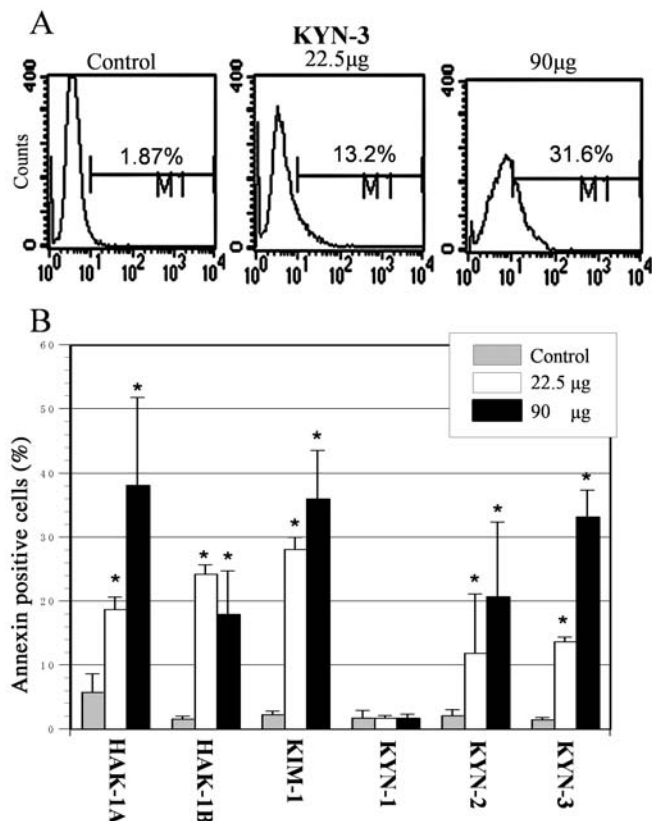 A
KYN-3
Control 22.5µg 90µg
400 400 400
Counts
1.87% 13.2% 31.6%
M M M
0 0 0
10^0 10^1 10^2 10^3 10^4 10^0 10^1 10^2 10^3 10^4 10^0 10^1 10^2 10^3 10^4
B
Control
22.5 µg
90 µg
Annexin positive cells (%)
60
50
40
30
20
10
0
* * * * * * * * * *
HAK-1A HAK-1B KIM-1 KYN-1 KYN-2 KYN-3